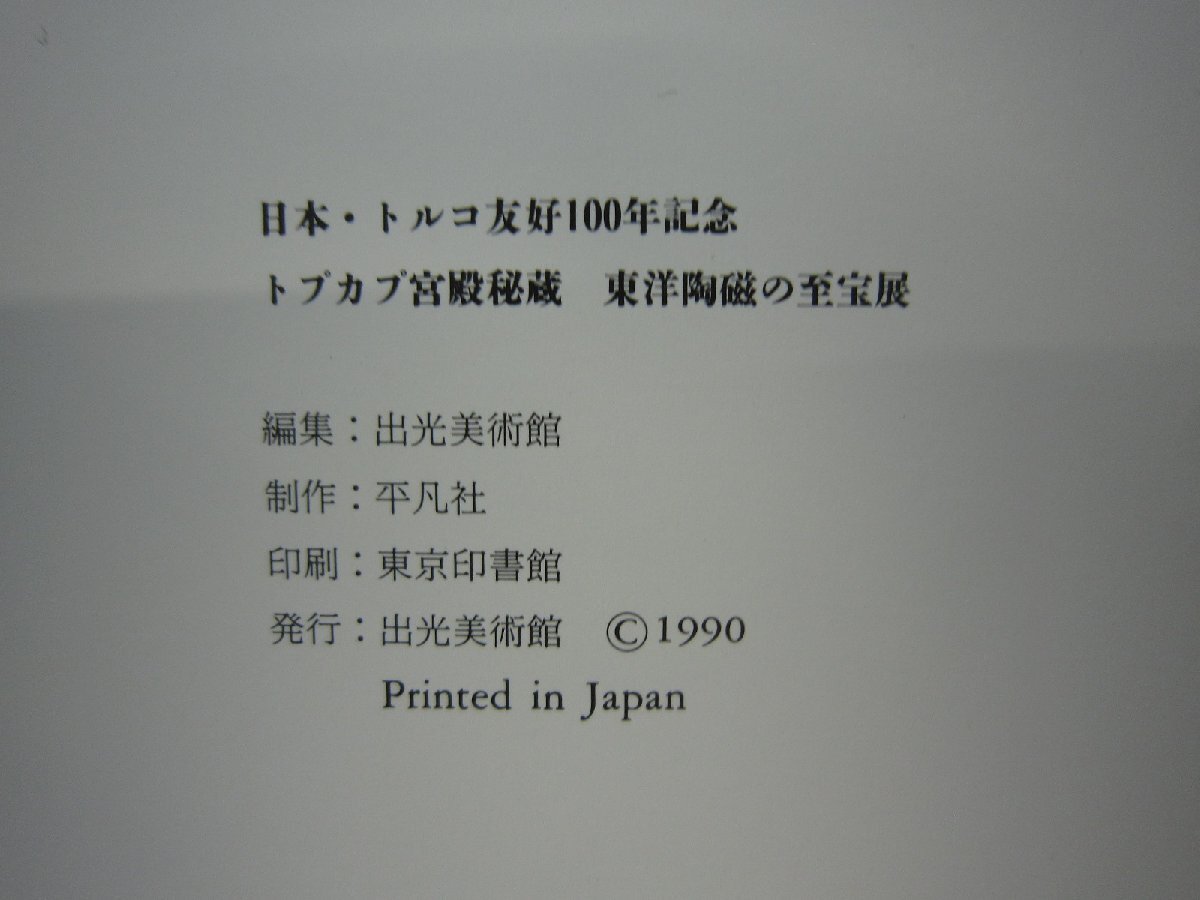 日本・トルコ友好100年記念
トプカプ宮殿秘蔵　東洋陶磁の至宝展
編集：出光美術館
制作：平凡社
印刷：東京印書館
発行：出光美術館　©1990
Printed in Japan